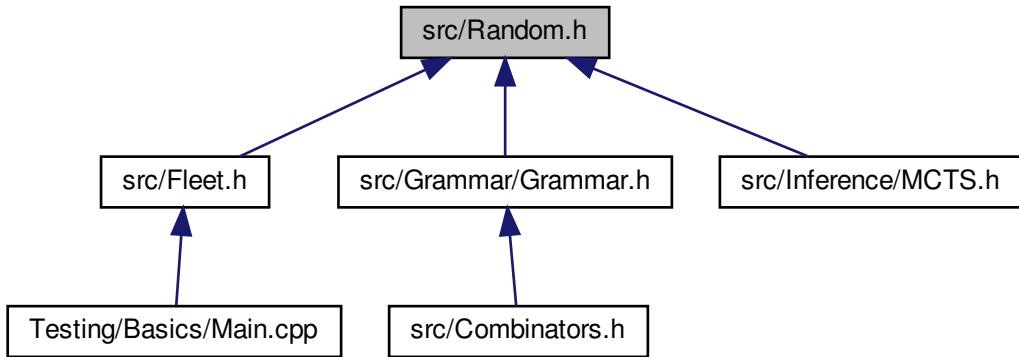 src/Random.h
src/Fleet.h
src/Grammar/Grammar.h
src/Inference/MCTS.h
Testing/Basics/Main.cpp
src/Combinators.h